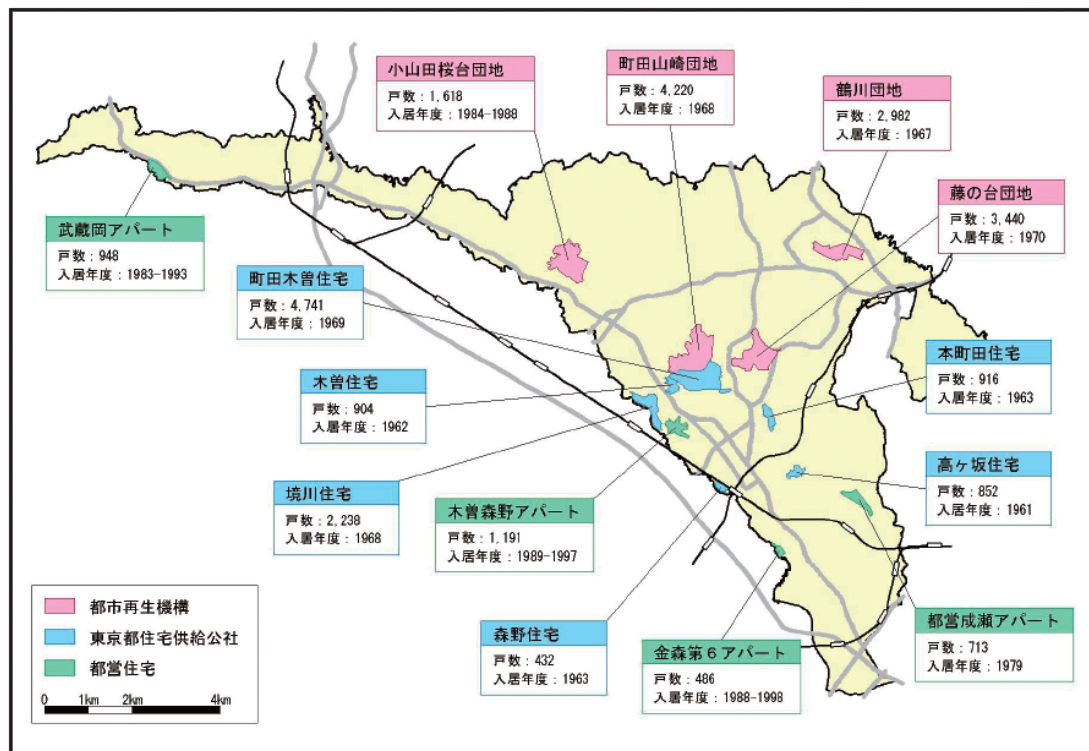 小山田桜台団地
戸数：1,618
入居年度：1984-1988
町田山崎団地
戸数：4,220
入居年度：1968
鶴川団地
戸数：2,982
入居年度：1967
藤の台団地
戸数：3,440
入居年度：1970
武蔵岡アパート
戸数：948
入居年度：1983-1993
町田木曽住宅
戸数：4,741
入居年度：1969
木曽住宅
戸数：904
入居年度：1962
境川住宅
戸数：2,238
入居年度：1968
木曽森野アパート
戸数：1,191
入居年度：1989-1997
本町田住宅
戸数：916
入居年度：1963
高ヶ坂住宅
戸数：852
入居年度：1961
森野住宅
戸数：432
入居年度：1963
金森第６アパート
戸数：486
入居年度：1988-1998
都営成瀬アパート
戸数：713
入居年度：1979
都市再生機構
東京都住宅供給公社
都営住宅
0 1km 2km 4km